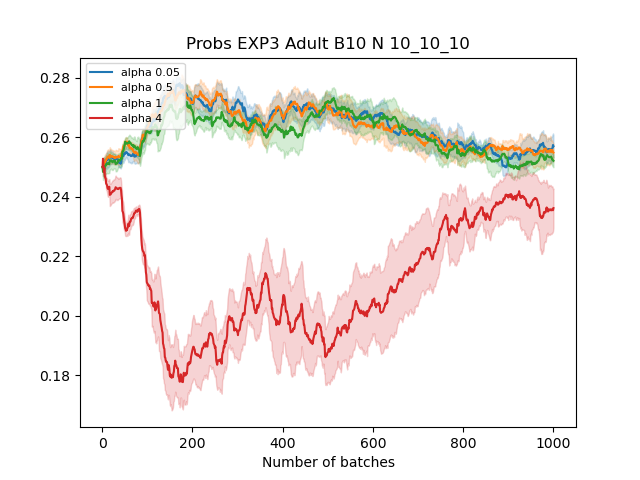 Probs EXP3 Adult B10 N 10_10_10
alpha 0.05
alpha 0.5
alpha 1
alpha 4
0.28
0.26
0.24
0.22
0.20
0.18
0 200 400 600 800 1000
Number of batches